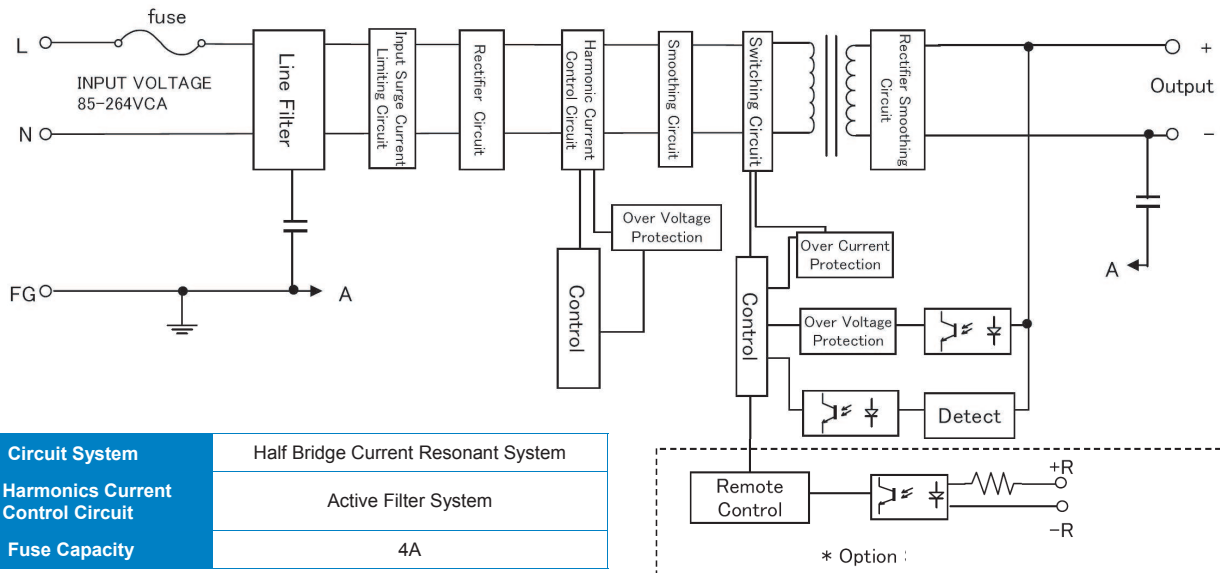 fuse
L
INPUT VOLTAGE
85-264VCA
N
FG
A
Line Filter
Input Surge Current
Limiting Circuit
Rectifier Circuit
Harmonic Current
Control Circuit
Smoothing Circuit
Switching Circuit
Rectifier Smoothing
Circuit
+
Output
-
A
Over Voltage
Protection
Control
Over Current
Protection
Control
Over Voltage
Protection
Detect
Remote
Control
+R
-R
* Option :
Circuit System
Half Bridge Current Resonant System
Harmonics Current
Control Circuit
Active Filter System
Fuse Capacity
4A